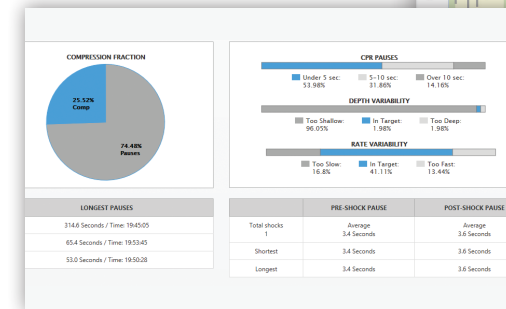 COMPRESSION FRACTION
25.52%
Comp
74.48%
Pauses
CPR PAUSES
Under 5 sec: 5-10 sec: Over 10 sec:
53.98% 31.86% 14.16%
DEPTH VARIABILITY
Too Shallow: In Target: Too Deep:
96.05% 1.98% 1.98%
RATE VARIABILITY
Too Slow: In Target: Too Fast:
16.8% 41.11% 13.44%
LONGEST PAUSES
314.6 Seconds / Time: 19:45:05
65.4 Seconds / Time: 19:53:45
53.0 Seconds / Time: 19:50:28
PRE-SHOCK PAUSE POST-SHOCK PAUSE
Total shocks Average Average
1 3.4 Seconds 3.6 Seconds
Shortest 3.4 Seconds 3.6 Seconds
Longest 3.4 Seconds 3.6 Seconds